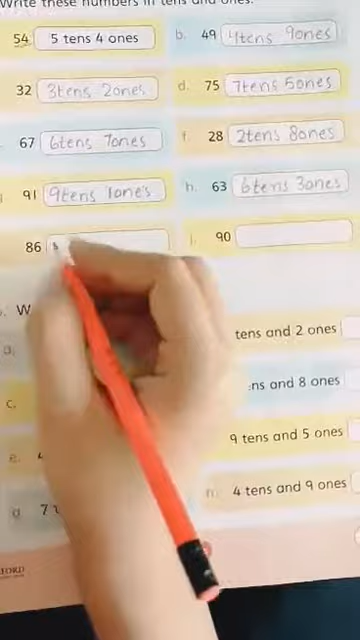 Write these numbers in tens and ones.
54 5 tens 4 ones b. 49 4tens 9ones
32 3tens 2ones d. 75 7tens 5ones
67 6tens 7ones f. 28 2tens 8ones
91 9tens 1one's h. 63 6tens 3ones
86 90
W
a. tens and 2 ones
c. ns and 8 ones
e. 9 tens and 5 ones
g. 7 h. 4 tens and 9 ones
FORD